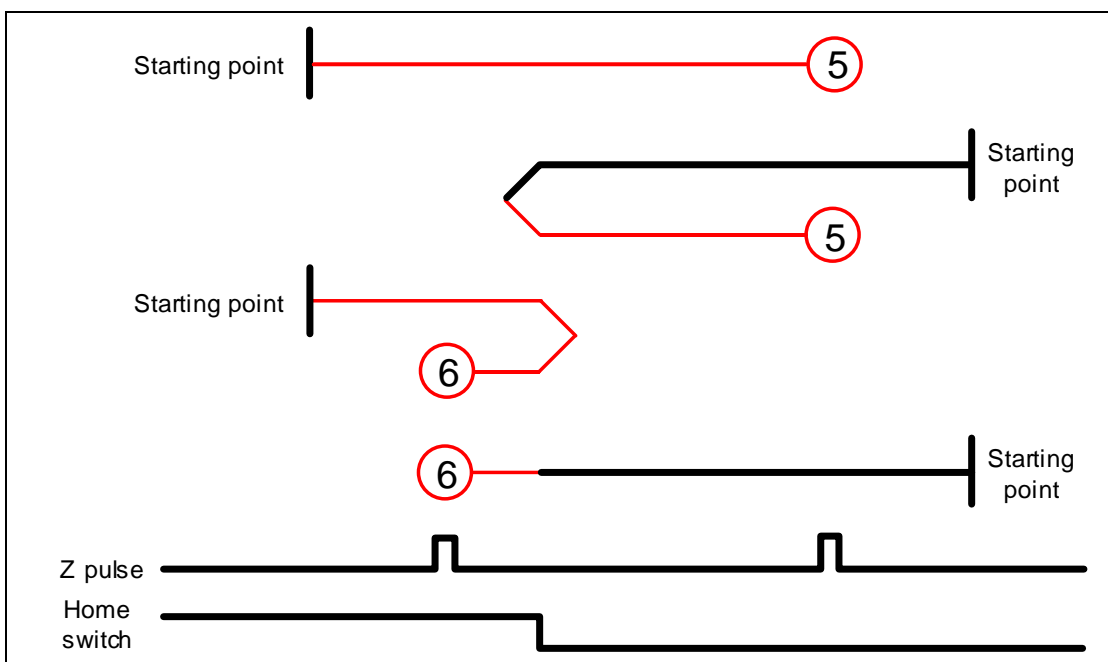 Starting point
5
Starting
point
5
Starting point
6
6
Starting
point
Z pulse
Home
switch